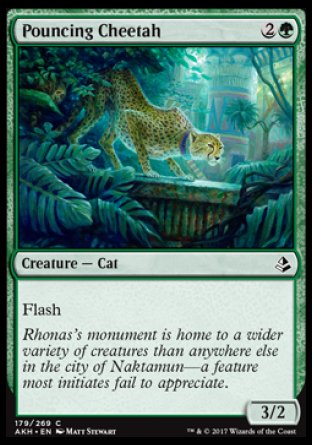 Pouncing Cheetah 2
Creature — Cat
Flash
Rhonas's monument is home to a wider
variety of creatures than anywhere else
in the city of Naktamun—a feature
most initiates fail to appreciate.
179/269 C
AKH • EN Matt Stewart
3/2
™ & © 2017 Wizards of the Coast